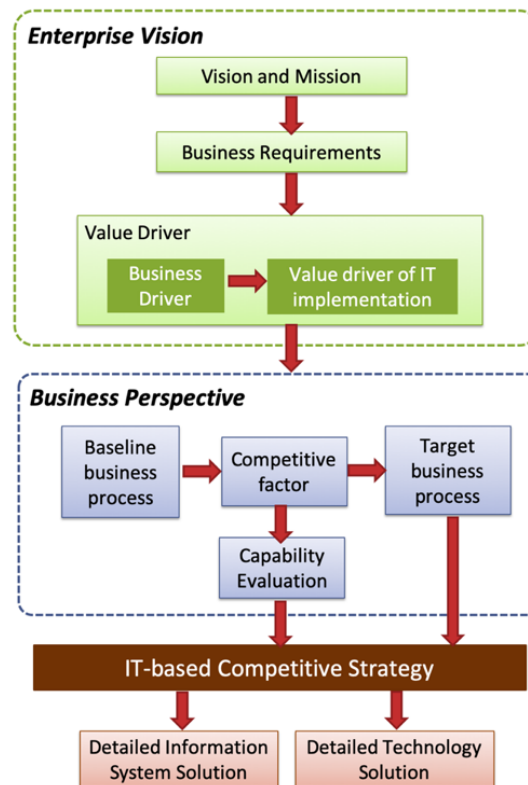 Enterprise Vision
Vision and Mission
Business Requirements
Value Driver
Business
Driver
Value driver of IT
implementation
Business Perspective
Baseline
business
process
Competitive
factor
Target
business
process
Capability
Evaluation
IT-based Competitive Strategy
Detailed Information
System Solution
Detailed Technology
Solution